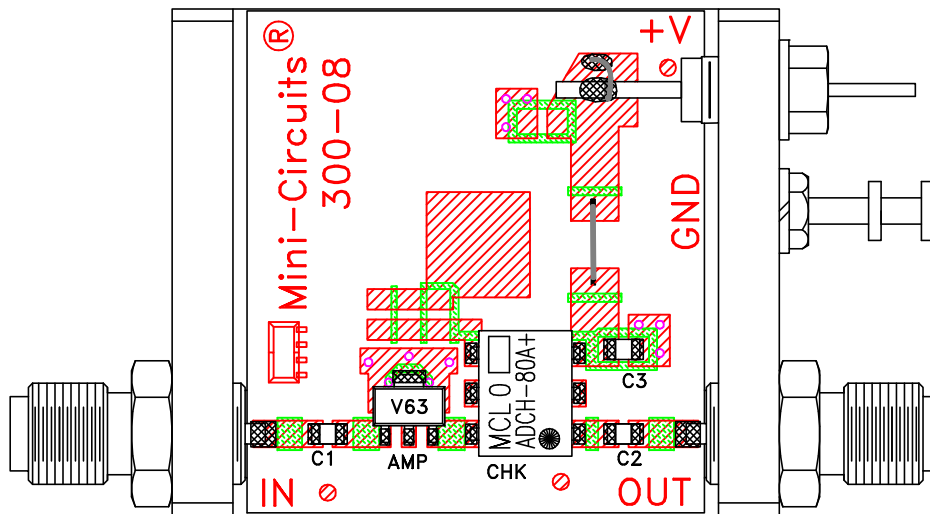 +V
Mini-Circuits®
300-08
GND
MCL
ADCH-80A+
C3
V63
C1
AMP
CHK
C2
IN
OUT